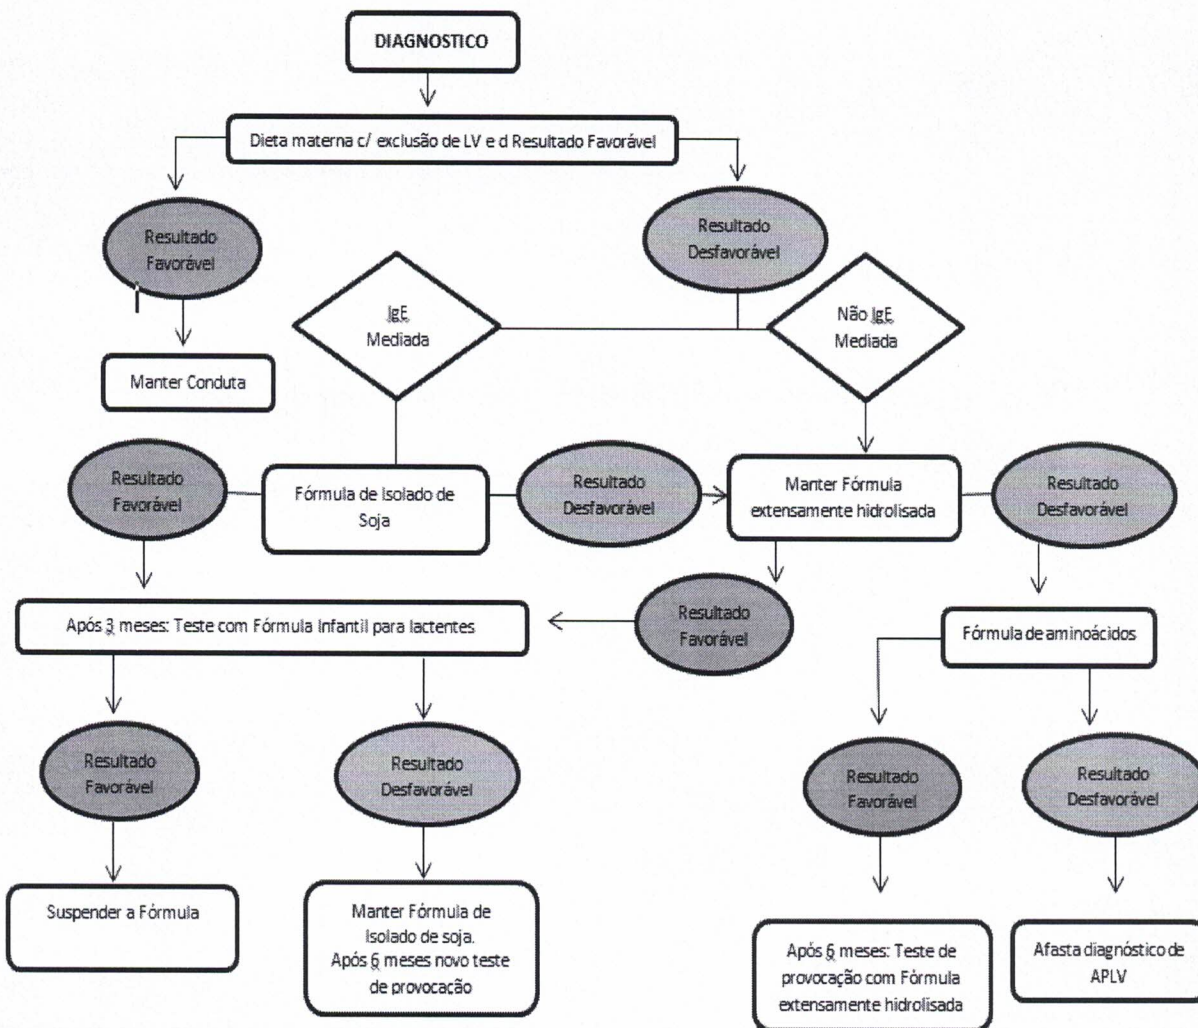 DIAGNOSTICO
Dieta materna c/ exclusão de LV e d Resultado Favorável
Resultado
Favorável
Resultado
Desfavorável
IgE
Mediada
Não IgE
Mediada
Manter Conduta
Resultado
Favorável
Fórmula de Isolado de
Soja
Resultado
Desfavorável
Manter Fórmula
extensamente hidrolisada
Resultado
Desfavorável
Após 3 meses: Teste com Fórmula Infantil para lactentes
Resultado
Favorável
Fórmula de aminoácidos
Resultado
Favorável
Resultado
Desfavorável
Resultado
Favorável
Resultado
Desfavorável
Suspender a Fórmula
Manter Fórmula de
Isolado de soja.
Após 6 meses novo teste
de provocação
Após 6 meses: Teste de
provocação com Fórmula
extensamente hidrolisada
Afasta diagnóstico de
APLV